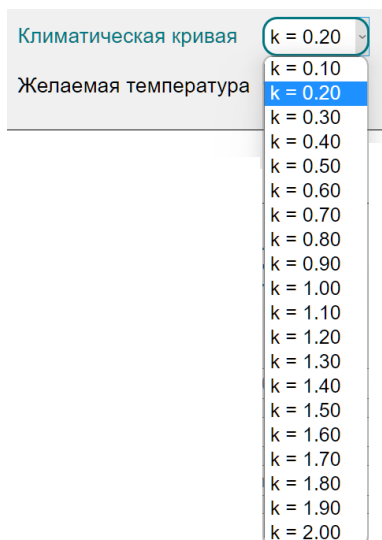 Климатическая кривая k = 0.20
k = 0.10
Желаемая температура k = 0.20
k = 0.30
k = 0.40
k = 0.50
k = 0.60
k = 0.70
k = 0.80
k = 0.90
k = 1.00
k = 1.10
k = 1.20
k = 1.30
k = 1.40
k = 1.50
k = 1.60
k = 1.70
k = 1.80
k = 1.90
k = 2.00